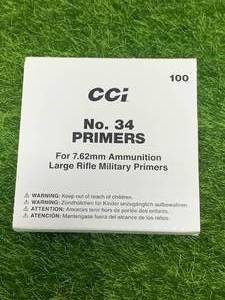 100
CCI
No. 34
PRIMERS
For 7.62mm Ammunition
Large Rifle Military Primers
WARNING: Keep out of reach of children.
WARNUNG: Zündhütchen für Kinder unzugänglich aufbewahren.
ATTENTION: Amorces tenir hors de portée des enfants.
ATENCIÓN: Mantengase fuera del alcance de los niños.